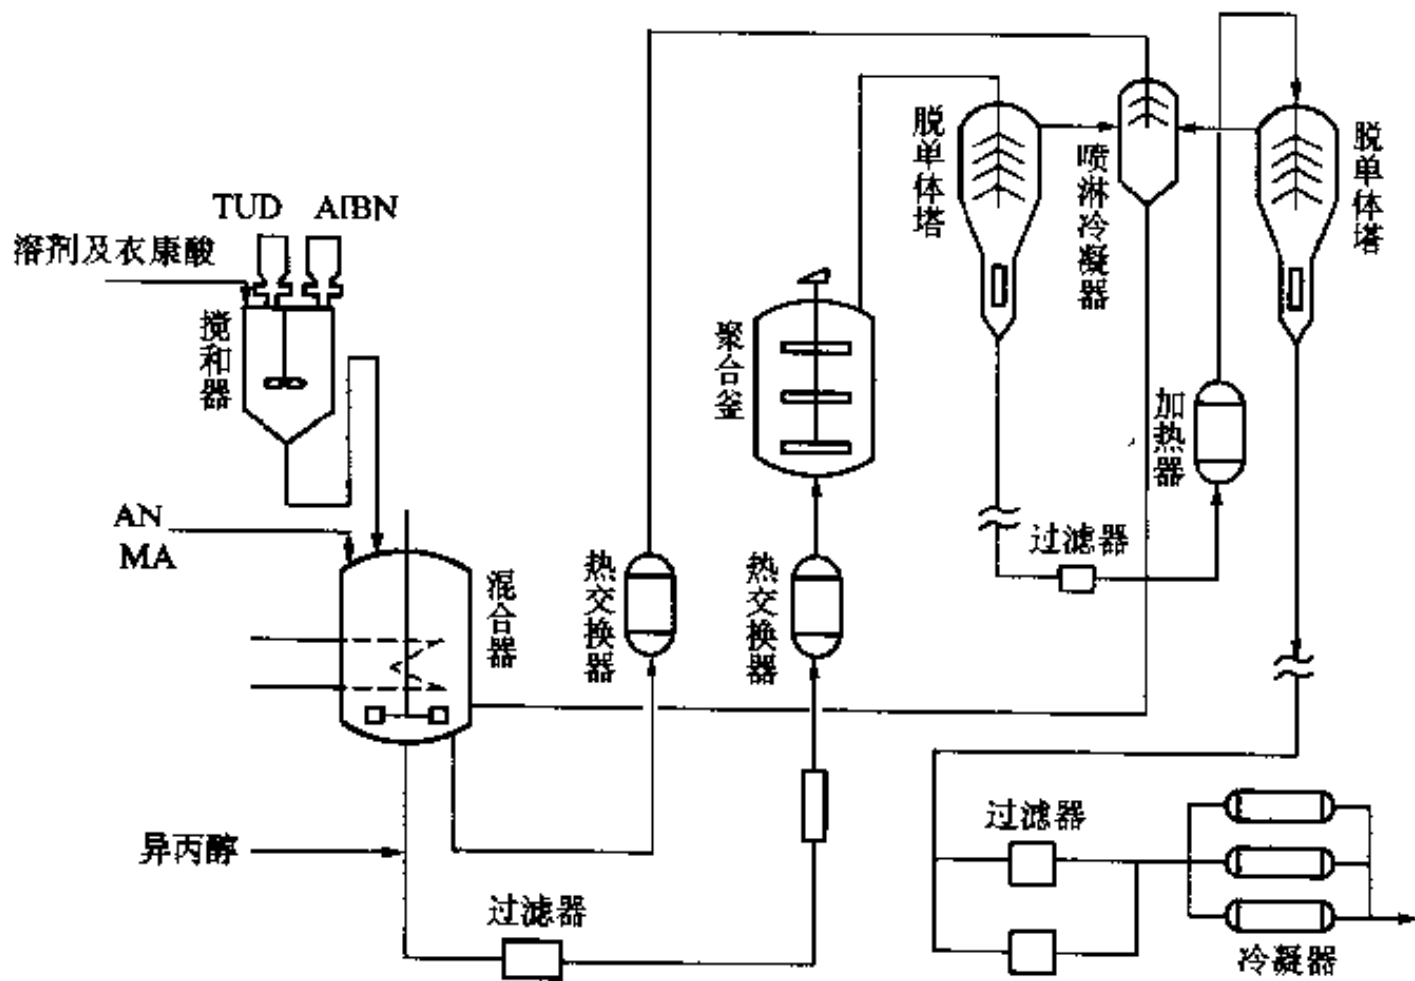 TUD
AIBN
溶剂及衣康酸
搅和器
AN
MA
混合器
异丙醇
过滤器
热交换器
热交换器
聚合釜
脱单体塔
喷淋冷凝器
脱单体塔
加热器
过滤器
过滤器
冷凝器